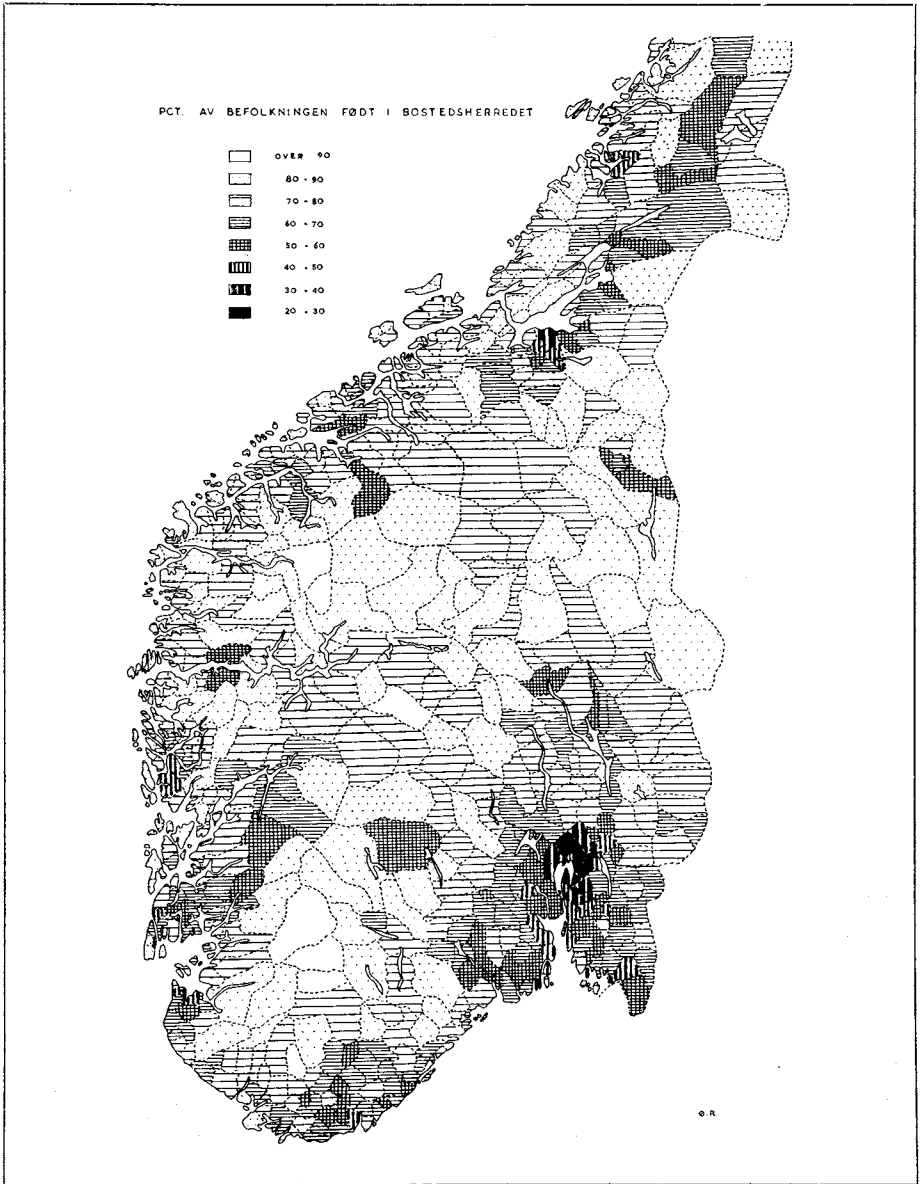 PCT. AV BEFOLKNINGEN FØDT I BOSTEDSHERREDET
OVER 90
80 - 90
70 - 80
60 - 70
50 - 60
40 - 50
30 - 40
20 - 30
Ø.R.